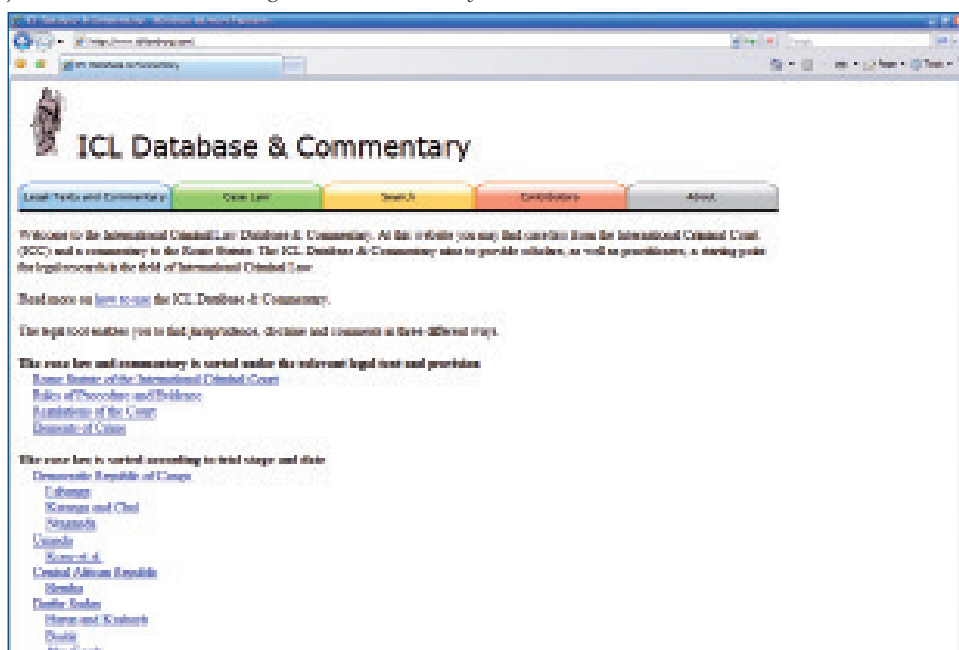 ICL Database & Commentary
ICL Database & Commentary
Legal Texts and Commentary Case Law Search Contributors About
Welcome to the International Criminal Law Database & Commentary. At this website you may find case law from the International Criminal Court
(ICC) and a commentary to the Rome Statute. The ICL Database & Commentary aims to provide scholars, as well as practitioners, a starting point
for legal research in the field of International Criminal Law
Read more on how to use the ICL Database & Commentary.
The legal tool enables you to find jurisprudence, doctrine and comments in three different ways.
The case law and commentary is sorted under the relevant legal text and provision
Rome Statute of the International Criminal Court
Rules of Procedure and Evidence
Regulations of the Court
Elements of Crime
The case law is sorted according to trial stage and date
Democratic Republic of Congo
Lubanga
Katanga and Chui
Ntaganda
Uganda
Kony et al.
Central African Republic
Bemba
Darfur Sudan
Harun and Kushayb
Bashir